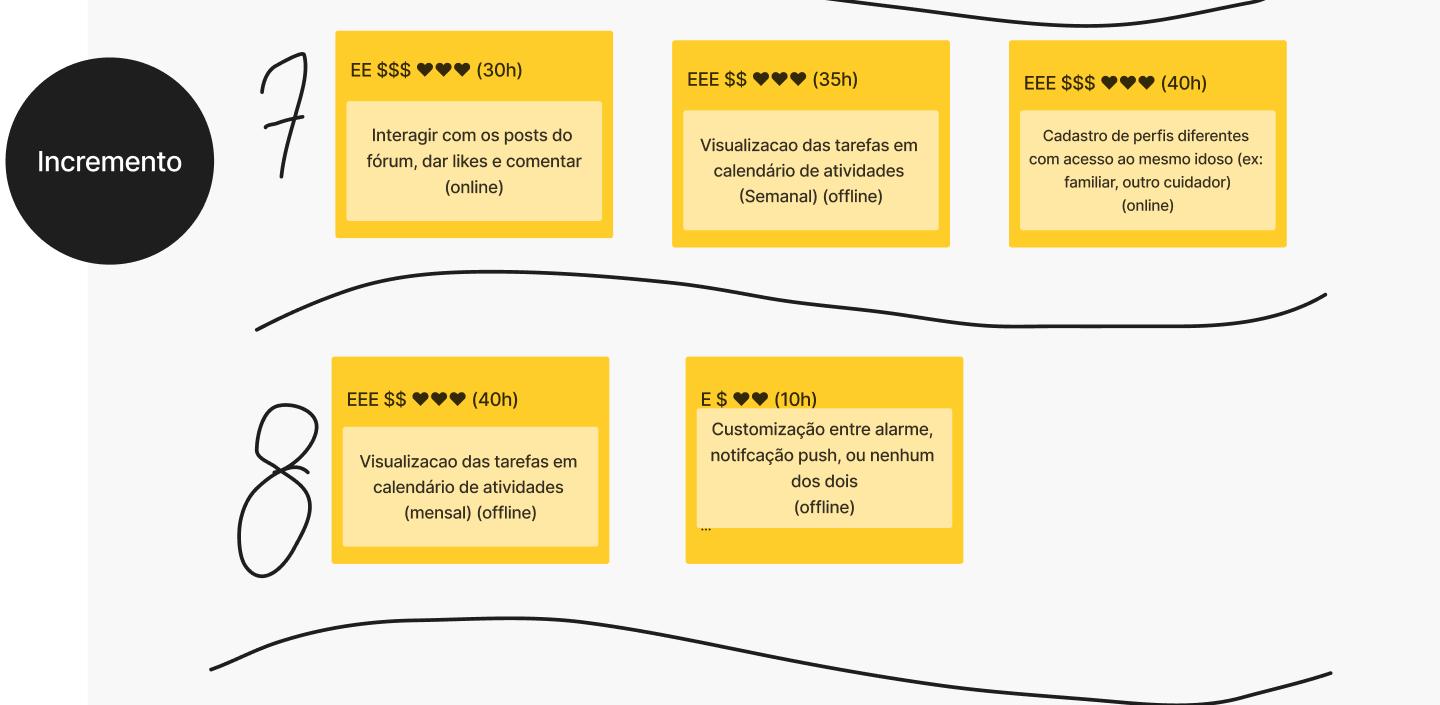 Incremento
7
EE $$$ ♥♥♥ (30h)
Interagir com os posts do
fórum, dar likes e comentar
(online)
EEE $$ ♥♥♥ (35h)
Visualizacao das tarefas em
calendário de atividades
(Semanal) (offline)
EEE $$$ ♥♥♥ (40h)
Cadastro de perfis diferentes
com acesso ao mesmo idoso (ex:
familiar, outro cuidador)
(online)
8
EEE $$ ♥♥♥ (40h)
Visualizacao das tarefas em
calendário de atividades
(mensal) (offline)
E $ ♥♥ (10h)
Customização entre alarme,
notifcação push, ou nenhum
dos dois
(offline)
...